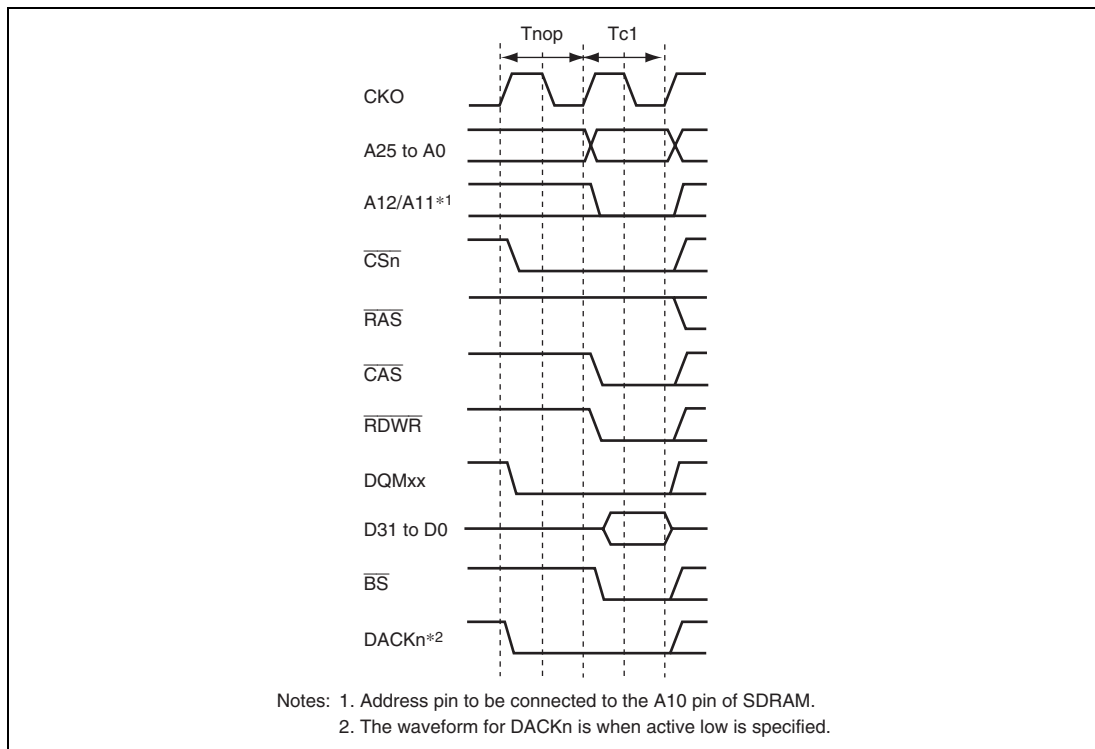 Tnop Tc1
CKO
A25 to A0
A12/A11*1
CSn
RAS
CAS
RDWR
DQMxx
D31 to D0
BS
DACKn*2
Notes: 1. Address pin to be connected to the A10 pin of SDRAM.
2. The waveform for DACKn is when active low is specified.